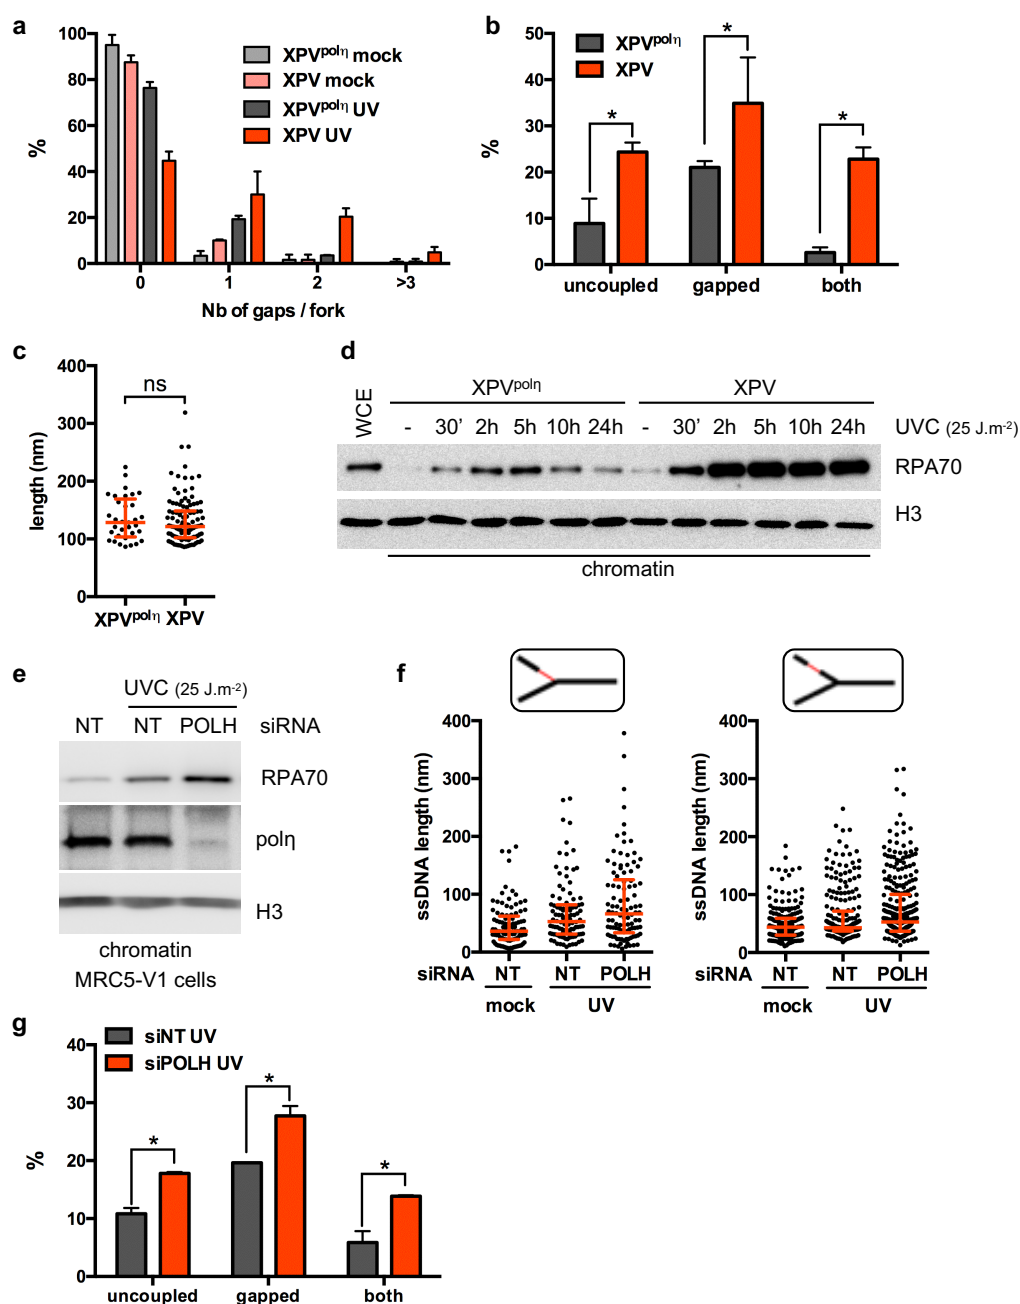 a
100
80
60
40
20
0
%
XPVpolη mock
XPV mock
XPVpolη UV
XPV UV
0 1 2 >3
Nb of gaps / fork
b
50
40
30
20
10
0
%
XPVpolη
XPV
* * *
uncoupled gapped both
c
400
300
200
100
0
length (nm)
ns
XPVpolη XPV
d
WCE
XPVpolη XPV
- 30' 2h 5h 10h 24h - 30' 2h 5h 10h 24h UVC (25 J.m-2)
RPA70
H3
chromatin
e
UVC (25 J.m-2)
NT NT POLH siRNA
RPA70
polη
H3
chromatin
MRC5-V1 cells
f
400
300
200
100
0
ssDNA length (nm)
siRNA NT NT POLH
mock UV
400
300
200
100
0
ssDNA length (nm)
siRNA NT NT POLH
mock UV
g
40
30
20
10
0
%
siNT UV
siPOLH UV
* * *
uncoupled gapped both